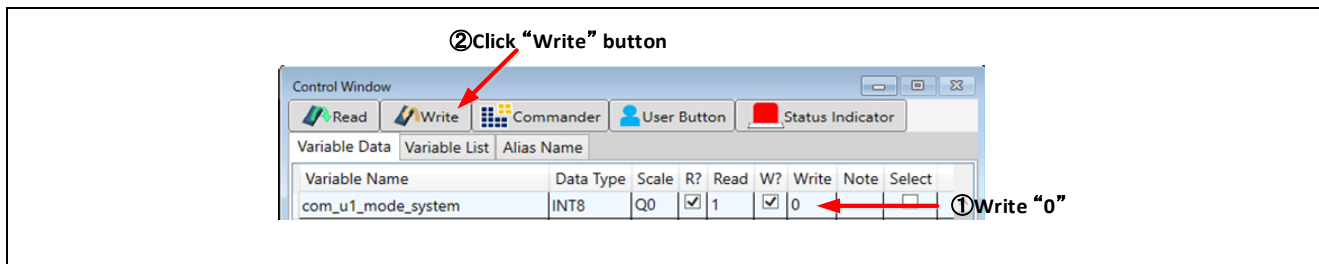 ②Click “Write” button
Control Window
Read Write Commander User Button Status Indicator
Variable Data Variable List Alias Name
Variable Name Data Type Scale R? Read W? Write Note Select
com_u1_mode_system INT8 Q0 1 0
①Write “0”